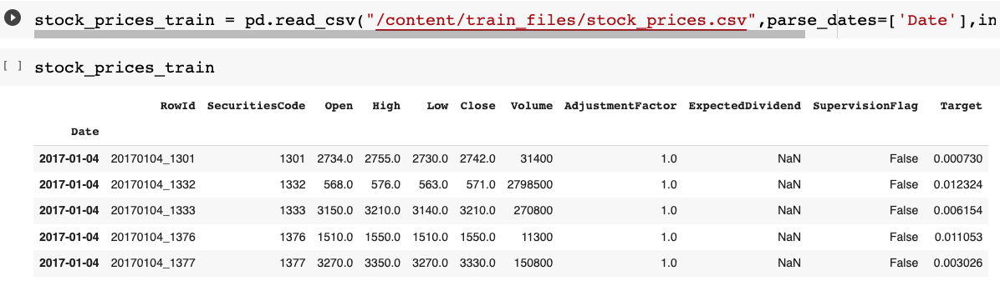 stock_prices_train = pd.read_csv("/content/train_files/stock_prices.csv",parse_dates=['Date'],in
[ ] stock_prices_train
RowId SecuritiesCode Open High Low Close Volume AdjustmentFactor ExpectedDividend SupervisionFlag Target
Date
2017-01-04 20170104_1301 1301 2734.0 2755.0 2730.0 2742.0 31400 1.0 NaN False 0.000730
2017-01-04 20170104_1332 1332 568.0 576.0 563.0 571.0 2798500 1.0 NaN False 0.012324
2017-01-04 20170104_1333 1333 3150.0 3210.0 3140.0 3210.0 270800 1.0 NaN False 0.006154
2017-01-04 20170104_1376 1376 1510.0 1550.0 1510.0 1550.0 11300 1.0 NaN False 0.011053
2017-01-04 20170104_1377 1377 3270.0 3350.0 3270.0 3330.0 150800 1.0 NaN False 0.003026